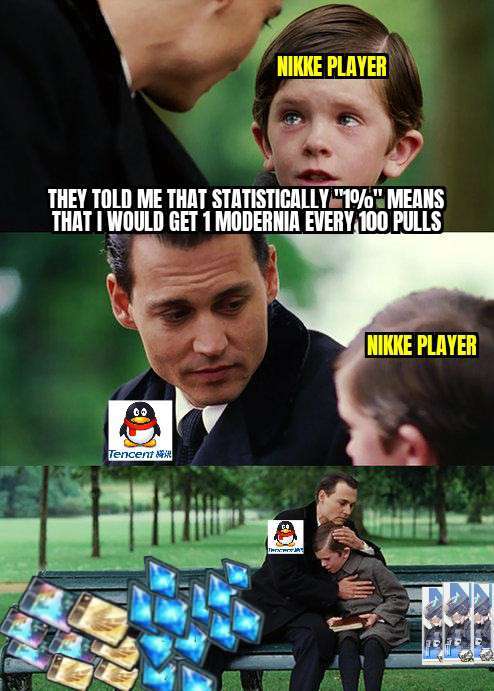 NIKKE PLAYER
THEY TOLD ME THAT STATISTICALLY "1%" MEANS
THAT I WOULD GET 1 MODERNIA EVERY 100 PULLS
NIKKE PLAYER
Tencent 腾讯
Tencent 腾讯